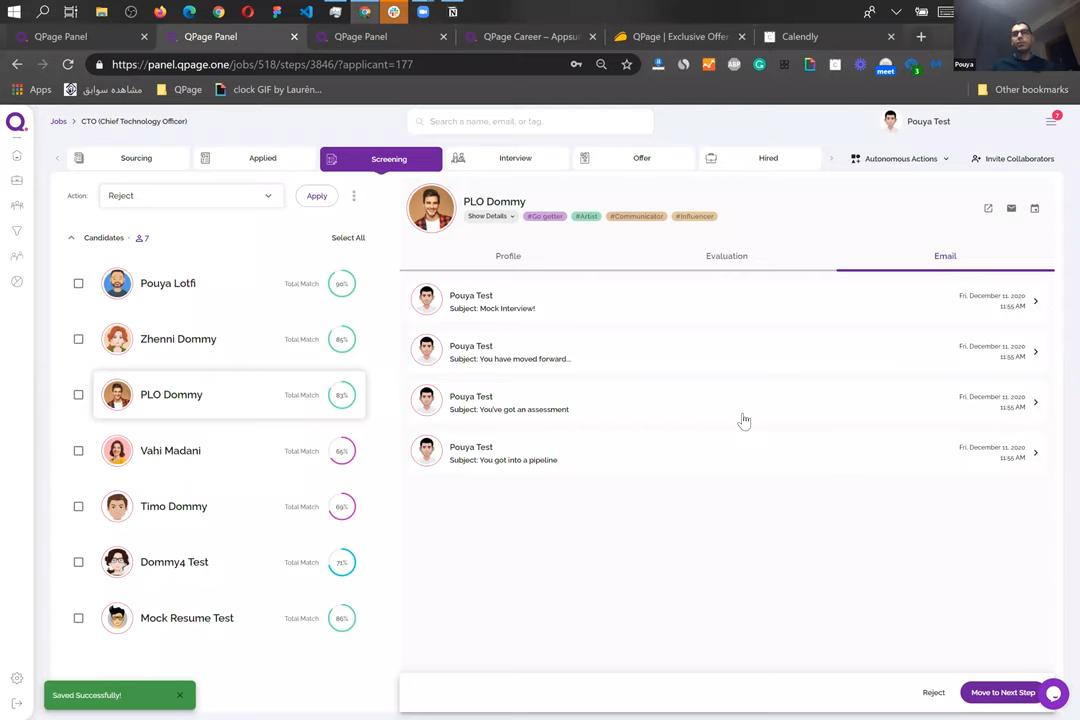 QPage Panel
QPage Panel
QPage Panel
QPage Career – Appsu
QPage | Exclusive Offer
Calendly
https://panel.qpage.one/jobs/518/steps/3846/?applicant=177
ABP
meet
3
Pouya
Apps
مشاهده سوابق
QPage
clock GIF by Laurên...
Other bookmarks
Jobs > CTO (Chief Technology Officer)
Search a name, email, or tag.
Pouya Test
7
Sourcing
Applied
Screening
Interview
Offer
Hired
Autonomous Actions
Invite Collaborators
Action:
Reject
Apply
Candidates
7
Select All
Pouya Lotfi
Total Match
90%
Zhenni Dommy
Total Match
85%
PLO Dommy
Total Match
83%
Vahi Madani
Total Match
65%
Timo Dommy
Total Match
69%
Dommy4 Test
Total Match
71%
Mock Resume Test
Total Match
86%
PLO Dommy
Show Details
#Go getter
#Artist
#Communicator
#Influencer
Profile
Evaluation
Email
Pouya Test
Subject: Mock Interview!
Fri, December 11, 2020
11:55 AM
Pouya Test
Subject: You have moved forward...
Fri, December 11, 2020
11:55 AM
Pouya Test
Subject: You've got an assessment
Fri, December 11, 2020
11:55 AM
Pouya Test
Subject: You got into a pipeline
Fri, December 11, 2020
11:55 AM
Saved Successfully!
Reject
Move to Next Step